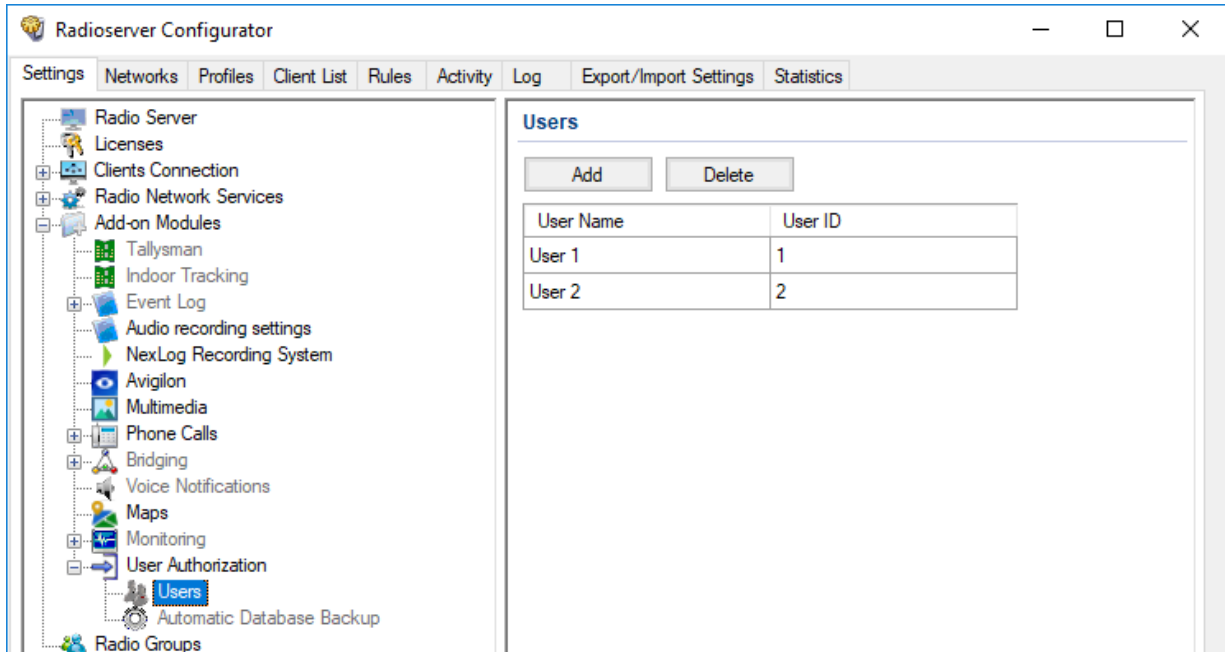 Radioserver Configurator
Settings Networks Profiles Client List Rules Activity Log Export/Import Settings Statistics
Radio Server
Licenses
Clients Connection
Radio Network Services
Add-on Modules
Tallysman
Indoor Tracking
Event Log
Audio recording settings
NexLog Recording System
Avigilon
Multimedia
Phone Calls
Bridging
Voice Notifications
Maps
Monitoring
User Authorization
Users
Automatic Database Backup
Radio Groups
Users
Add Delete
User Name User ID
User 1 1
User 2 2